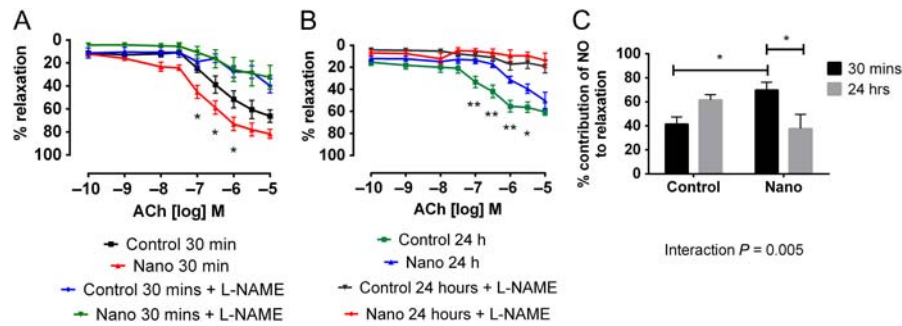 A
% relaxation
0
20
40
60
80
100
* * *
–10 –9 –8 –7 –6 –5
ACh [log] M
Control 30 min
Nano 30 min
Control 30 mins + L-NAME
Nano 30 mins + L-NAME
B
% relaxation
0
20
40
60
80
100
** ** ** *
–10 –9 –8 –7 –6 –5
ACh [log] M
Control 24 h
Nano 24 h
Control 24 hours + L-NAME
Nano 24 hours + L-NAME
C
% contribution of NO
to relaxation
100
80
60
40
20
0
* *
30 mins
24 hrs
Control Nano
Interaction P = 0.005